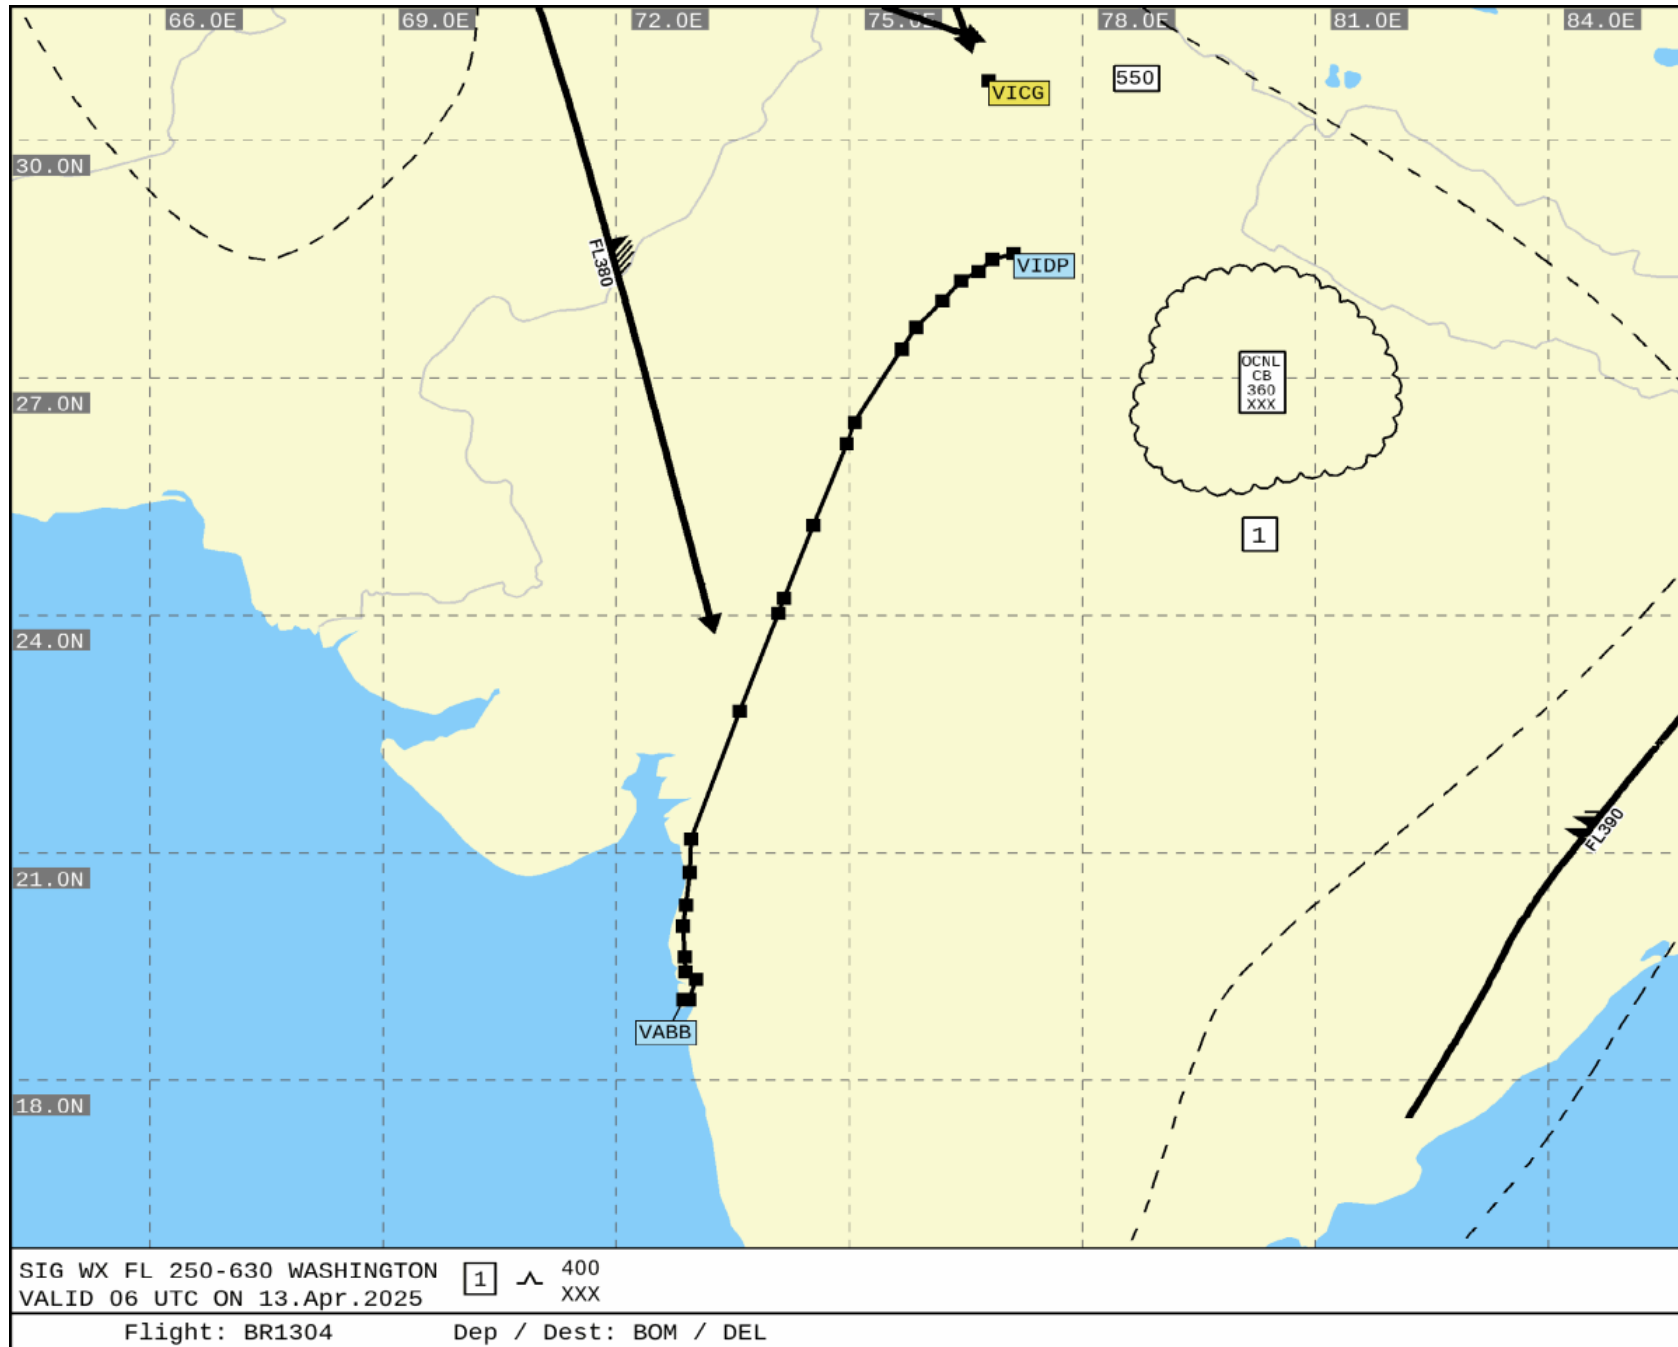 66.0E 69.0E 72.0E 75.0E 78.0E 81.0E 84.0E
550
VICG
30.0N
FL380
VIDP
OCNL
CB
360
XXX
27.0N
1
24.0N
FL390
21.0N
VABB
18.0N
SIG WX FL 250-630 WASHINGTON 1 400
VALID 06 UTC ON 13.Apr.2025 XXX
Flight: BR1304 Dep / Dest: BOM / DEL